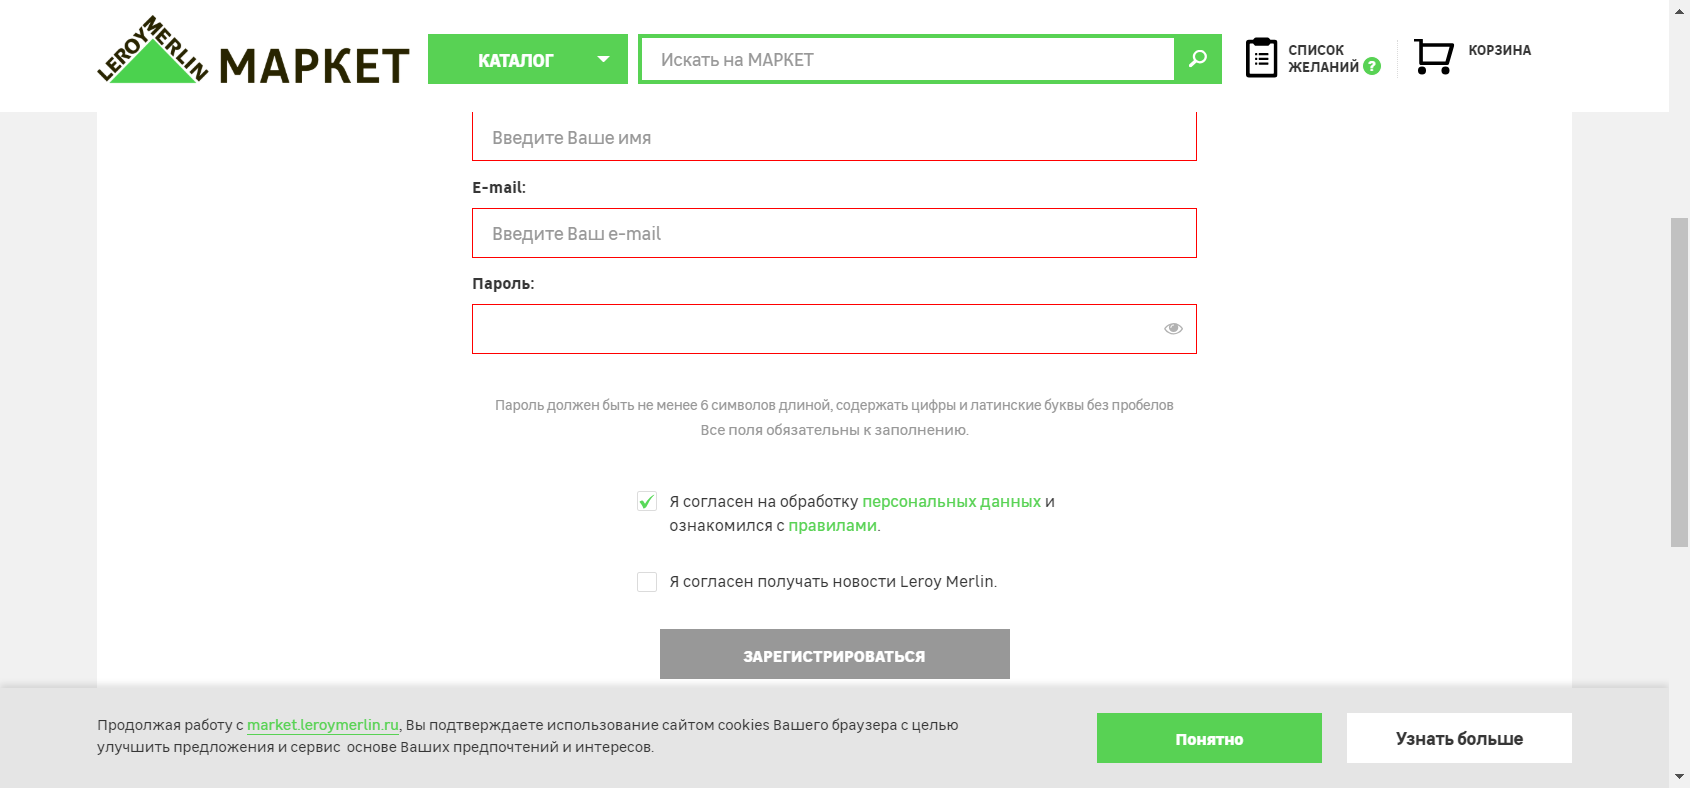 LEROY MERLIN МАРКЕТ
КАТАЛОГ
Искать на МАРКЕТ
СПИСОК
ЖЕЛАНИЙ ?
КОРЗИНА
Введите Ваше имя
E-mail:
Введите Ваш e-mail
Пароль:
Пароль должен быть не менее 6 символов длиной, содержать цифры и латинские буквы без пробелов
Все поля обязательны к заполнению.
Я согласен на обработку персональных данных и
ознакомился с правилами.
Я согласен получать новости Leroy Merlin.
ЗАРЕГИСТРИРОВАТЬСЯ
Продолжая работу с market.leroymerlin.ru, Вы подтверждаете использование сайтом cookies Вашего браузера с целью
улучшить предложения и сервис основе Ваших предпочтений и интересов.
Понятно
Узнать больше